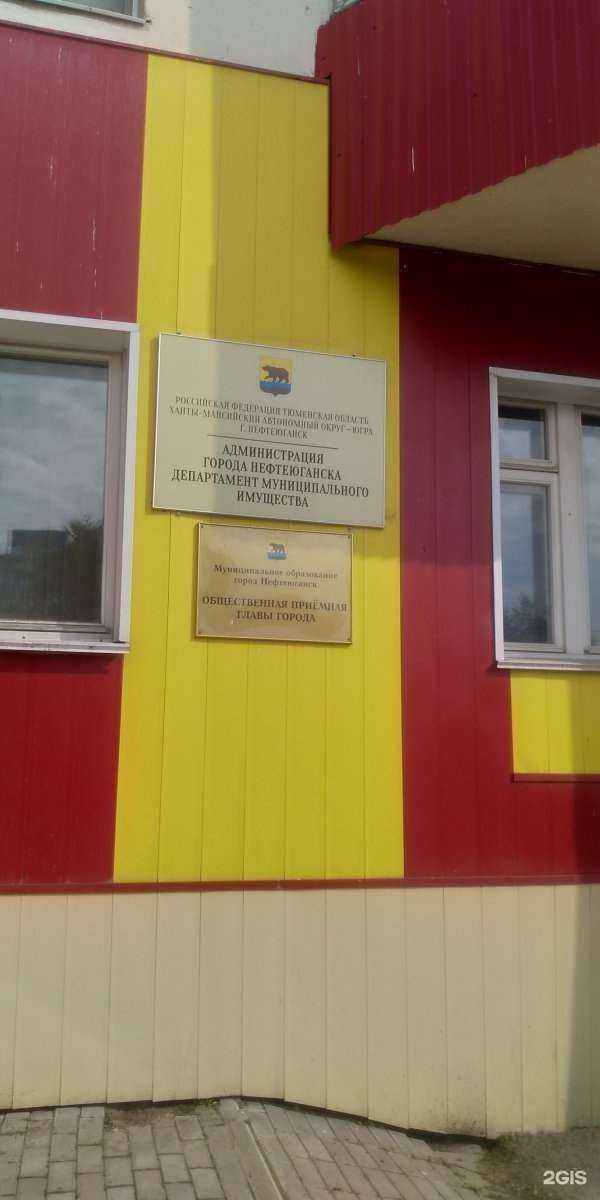 РОССИЙСКАЯ ФЕДЕРАЦИЯ ТЮМЕНСКАЯ ОБЛАСТЬ
ХАНТЫ-МАНСИЙСКИЙ АВТОНОМНЫЙ ОКРУГ–ЮГРА
Г. НЕФТЕЮГАНСК
АДМИНИСТРАЦИЯ
ГОРОДА НЕФТЕЮГАНСКА
ДЕПАРТАМЕНТ МУНИЦИПАЛЬНОГО
ИМУЩЕСТВА
Муниципальное образование
город Нефтеюганск
ОБЩЕСТВЕННАЯ ПРИЁМНАЯ
ГЛАВЫ ГОРОДА
2GIS